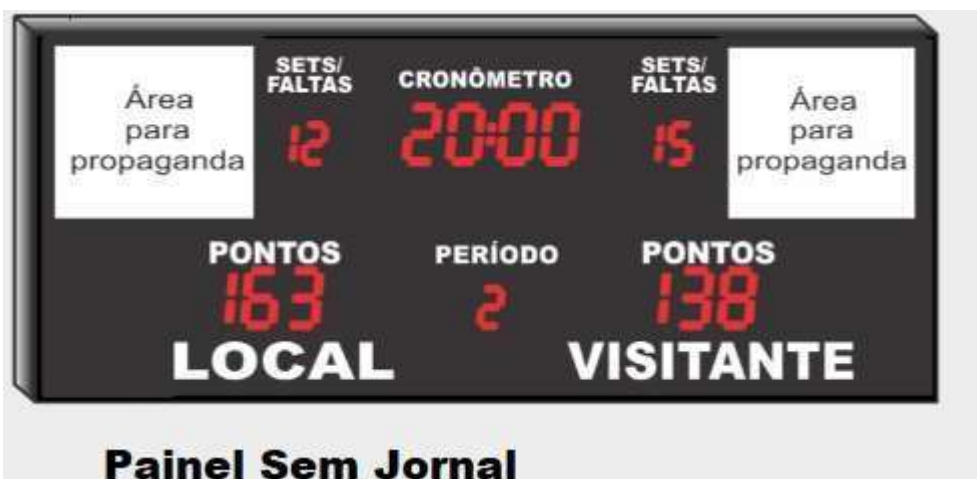 Área
para
propaganda
SETS/
FALTAS
12
CRONÔMETRO
20:00
SETS/
FALTAS
15
Área
para
propaganda
PONTOS
163
LOCAL
PERÍODO
2
PONTOS
138
VISITANTE
Painel Sem Jornal